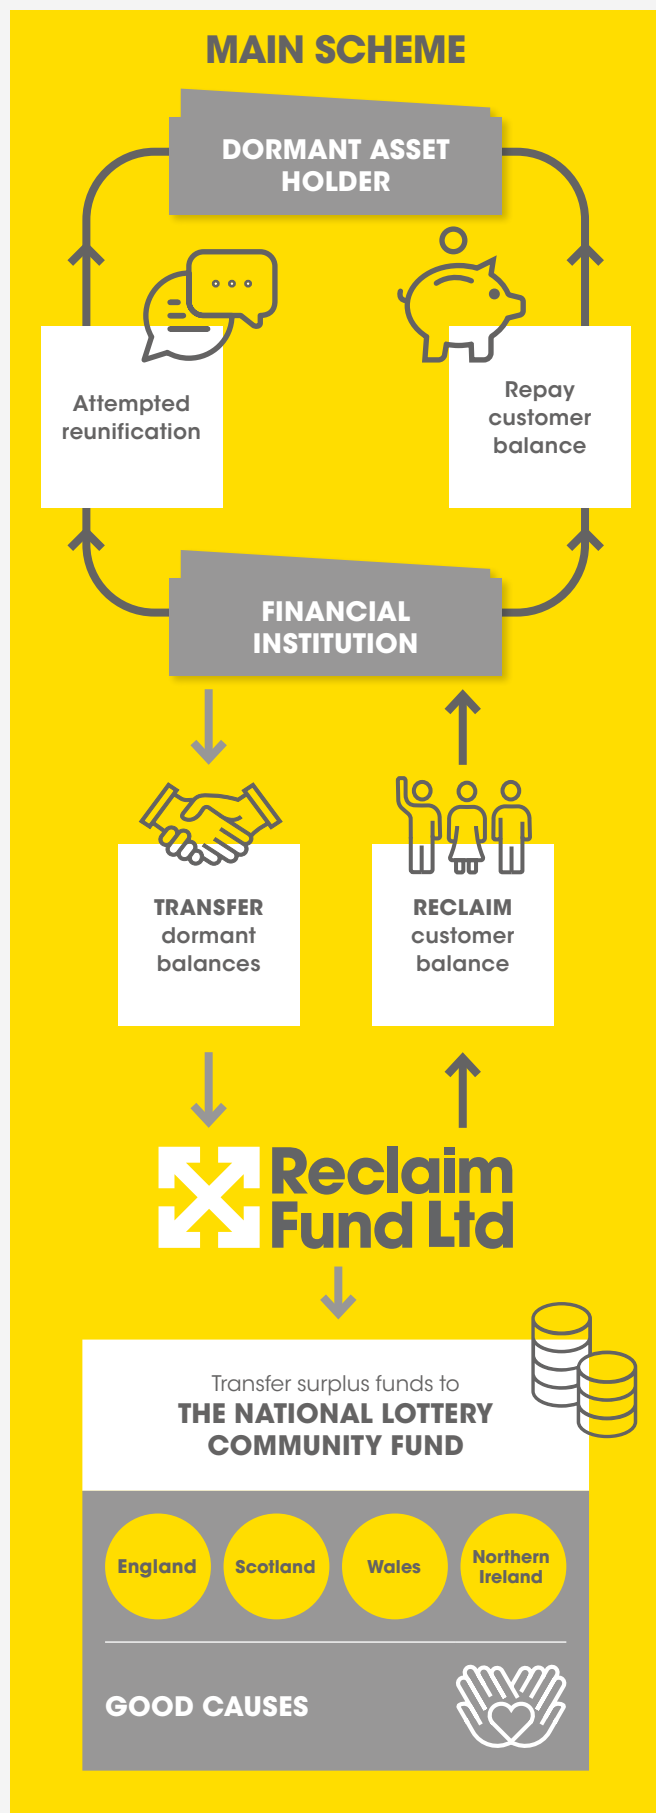 MAIN SCHEME
DORMANT ASSET
HOLDER
Attempted
reunification
Repay
customer
balance
FINANCIAL
INSTITUTION
TRANSFER
dormant
balances
RECLAIM
customer
balance
Reclaim
Fund Ltd
Transfer surplus funds to
THE NATIONAL LOTTERY
COMMUNITY FUND
England
Scotland
Wales
Northern
Ireland
GOOD CAUSES